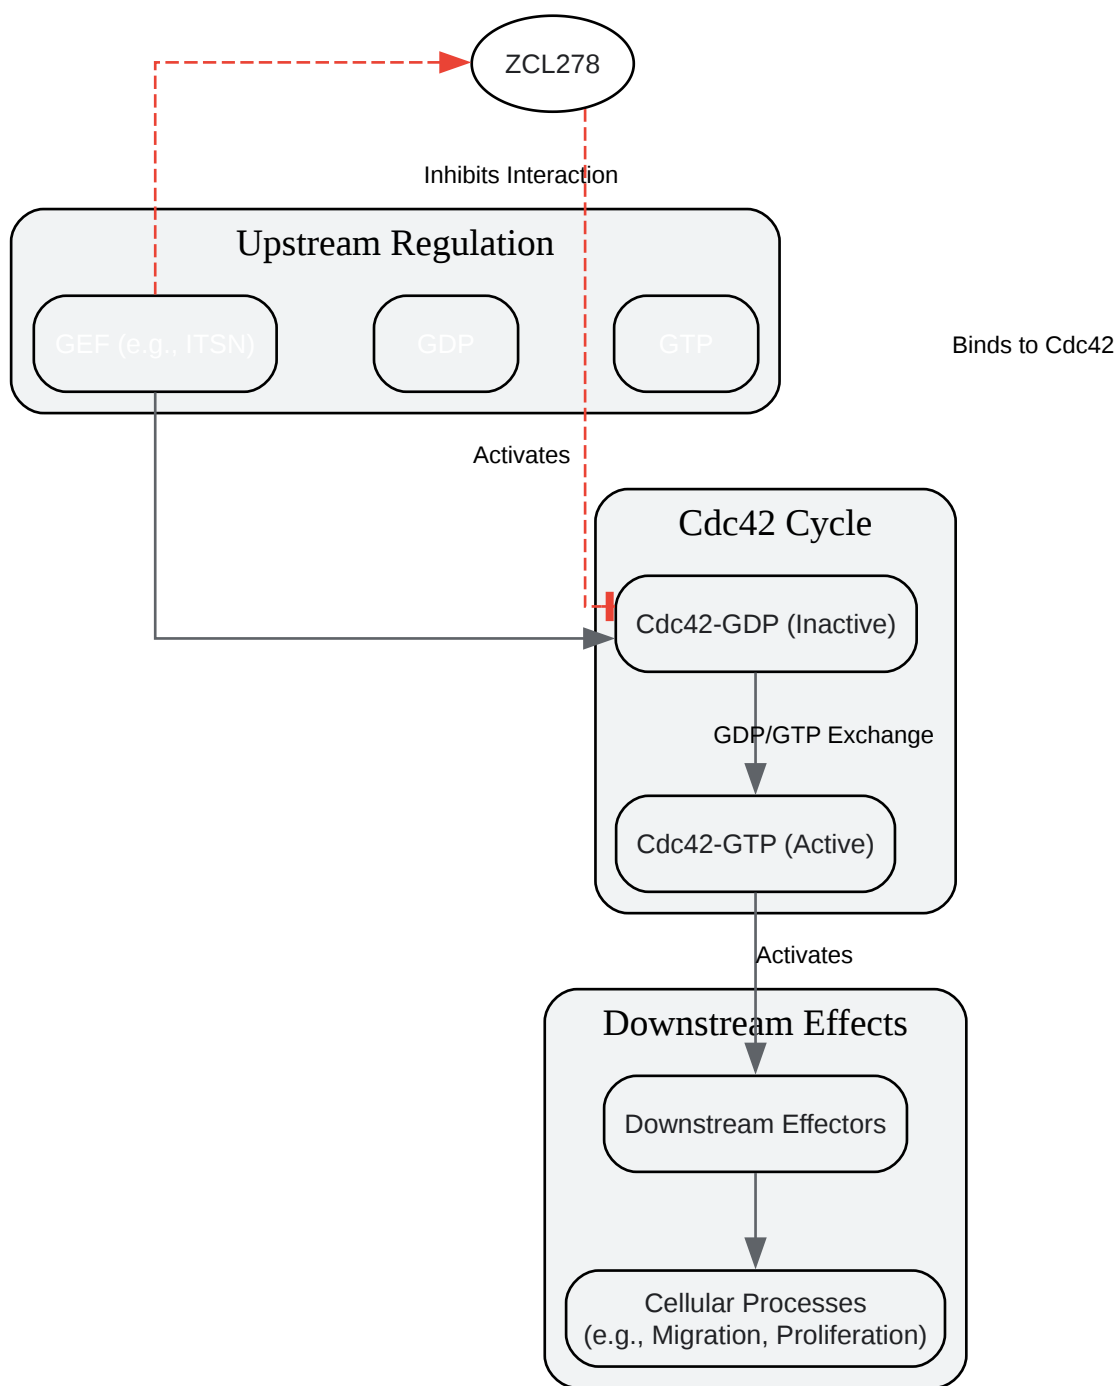 ZCL278
Inhibits Interaction
Upstream Regulation
GEF (e.g., ITSN)
GDP
GTP
Binds to Cdc42
Activates
Cdc42 Cycle
Cdc42-GDP (Inactive)
GDP/GTP Exchange
Cdc42-GTP (Active)
Activates
Downstream Effects
Downstream Effectors
Cellular Processes
(e.g., Migration, Proliferation)